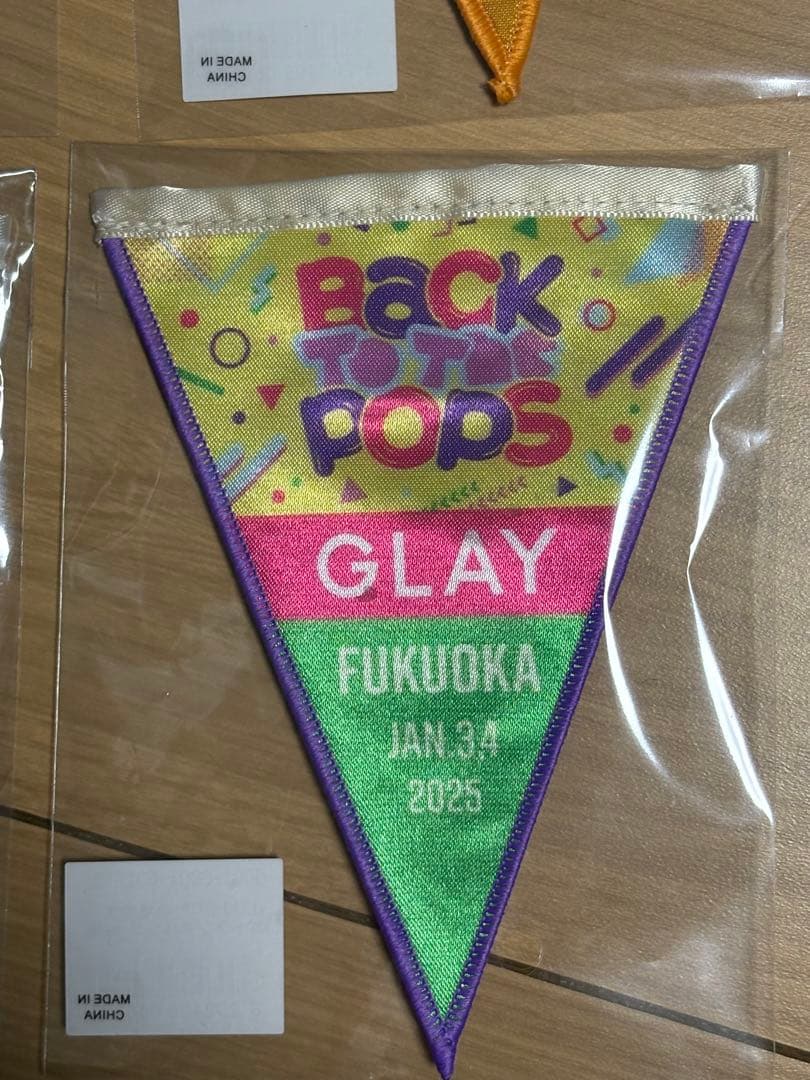 MADE IN
CHINA
BACK
TO THE
POPS
GLAY
FUKUOKA
JAN.3,4
2025
MADE IN
CHINA